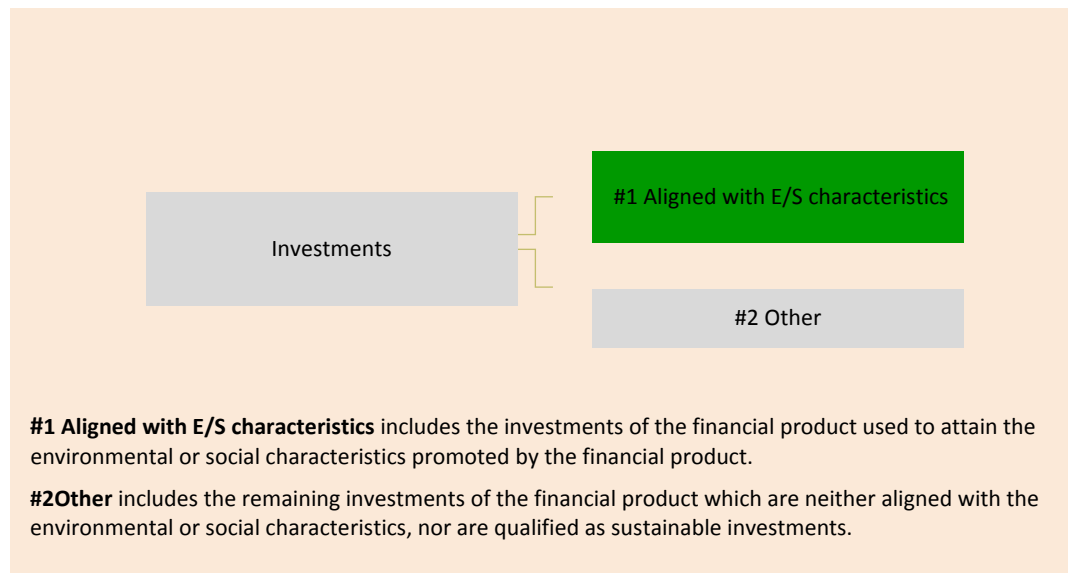 #1 Aligned with E/S characteristics
Investments
#2 Other
#1 Aligned with E/S characteristics includes the investments of the financial product used to attain the
environmental or social characteristics promoted by the financial product.
#2Other includes the remaining investments of the financial product which are neither aligned with the
environmental or social characteristics, nor are qualified as sustainable investments.